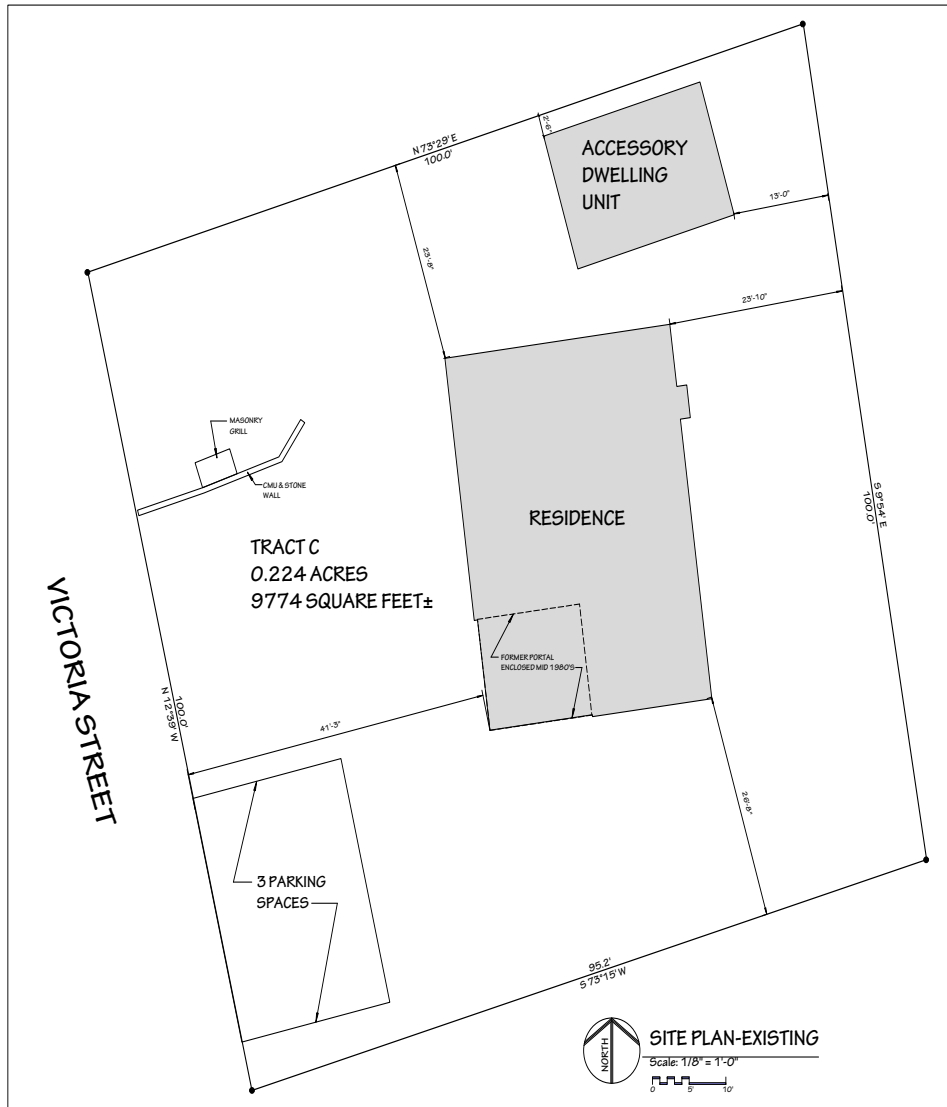 N 73°29' E
100.0'
2'-6"
ACCESSORY
DWELLING
UNIT
13'-0"
23'-8"
23'-10"
MASONRY
GRILL
CMU & STONE
WALL
S 9°54' E
100.0'
RESIDENCE
TRACT C
0.224 ACRES
9774 SQUARE FEET±
VICTORIA STREET
FORMER PORTAL
ENCLOSED MID 1980'S
100.0'
N 12°39' W
41'-3"
26'-8"
3 PARKING
SPACES
95.2'
S 73°15' W
NORTH
SITE PLAN-EXISTING
Scale: 1/8" = 1'-0"
0 5' 10'